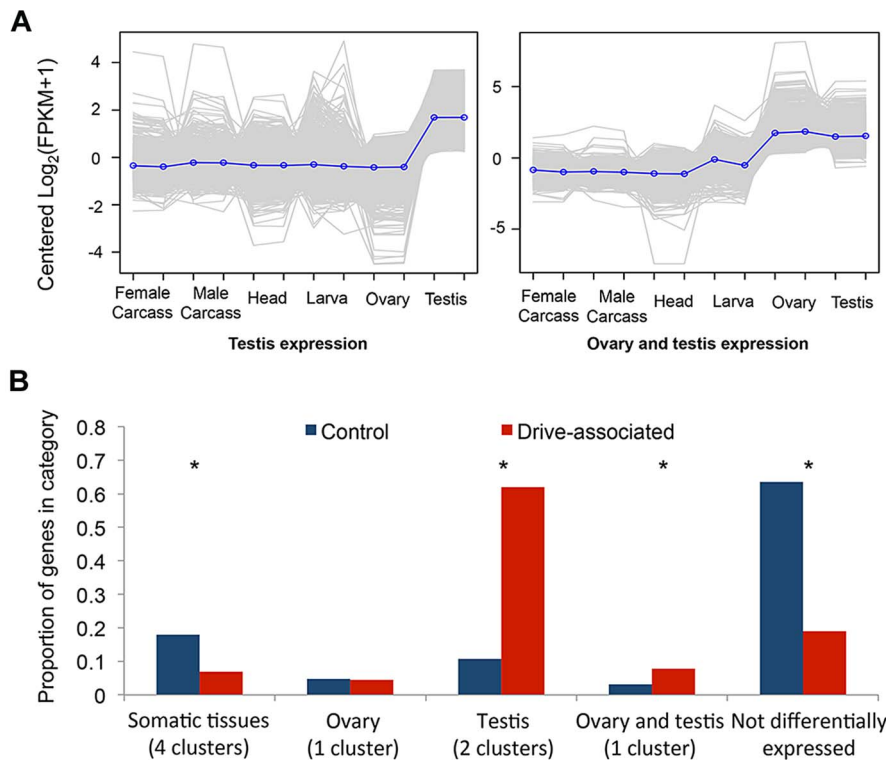 A
Centered Log2(FPKM+1)
4
2
0
-2
-4
Female Carcass
Male Carcass
Head
Larva
Ovary
Testis
Testis expression
5
0
-5
Female Carcass
Male Carcass
Head
Larva
Ovary
Testis
Ovary and testis expression
B
Proportion of genes in category
0.8
0.7
0.6
0.5
0.4
0.3
0.2
0.1
0
Control
Drive-associated
*
*
*
*
Somatic tissues
(4 clusters)
Ovary
(1 cluster)
Testis
(2 clusters)
Ovary and testis
(1 cluster)
Not differentially
expressed